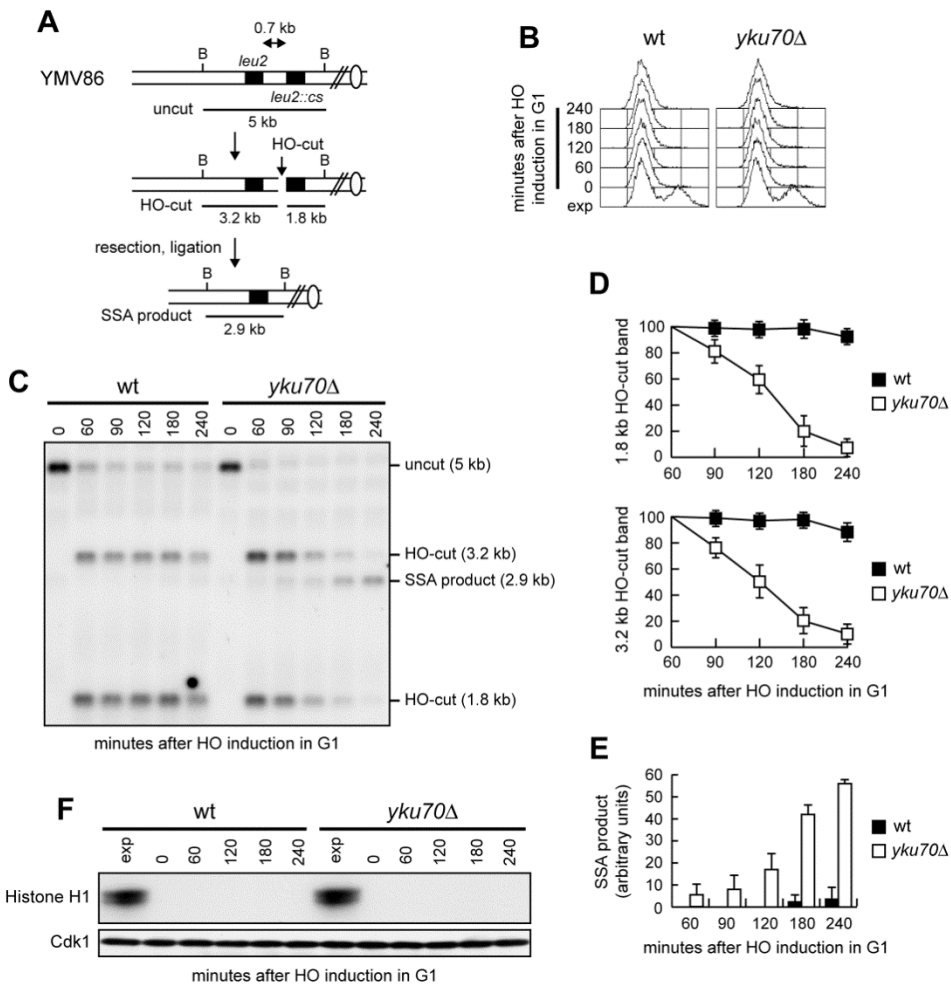 A
0.7 kb
B leu2 B
YMV86
leu2::cs
uncut
5 kb
HO-cut
B B
HO-cut
3.2 kb 1.8 kb
resection, ligation
B B
SSA product
2.9 kb
B
wt yku70Δ
minutes after HO
induction in G1
240
180
120
60
0
exp
C
wt yku70Δ
0 60 90 120 180 240 0 60 90 120 180 240
uncut (5 kb)
HO-cut (3.2 kb)
SSA product (2.9 kb)
HO-cut (1.8 kb)
minutes after HO induction in G1
D
1.8 kb HO-cut band
100
80
60
40
20
0
60 90 120 180 240
wt
yku70Δ
3.2 kb HO-cut band
100
80
60
40
20
0
60 90 120 180 240
wt
yku70Δ
minutes after HO induction in G1
E
SSA product
(arbitrary units)
60
50
40
30
20
10
0
60 90 120 180 240
wt
yku70Δ
minutes after HO induction in G1
F
wt yku70Δ
exp 0 60 120 180 240 exp 0 60 120 180 240
Histone H1
Cdk1
minutes after HO induction in G1